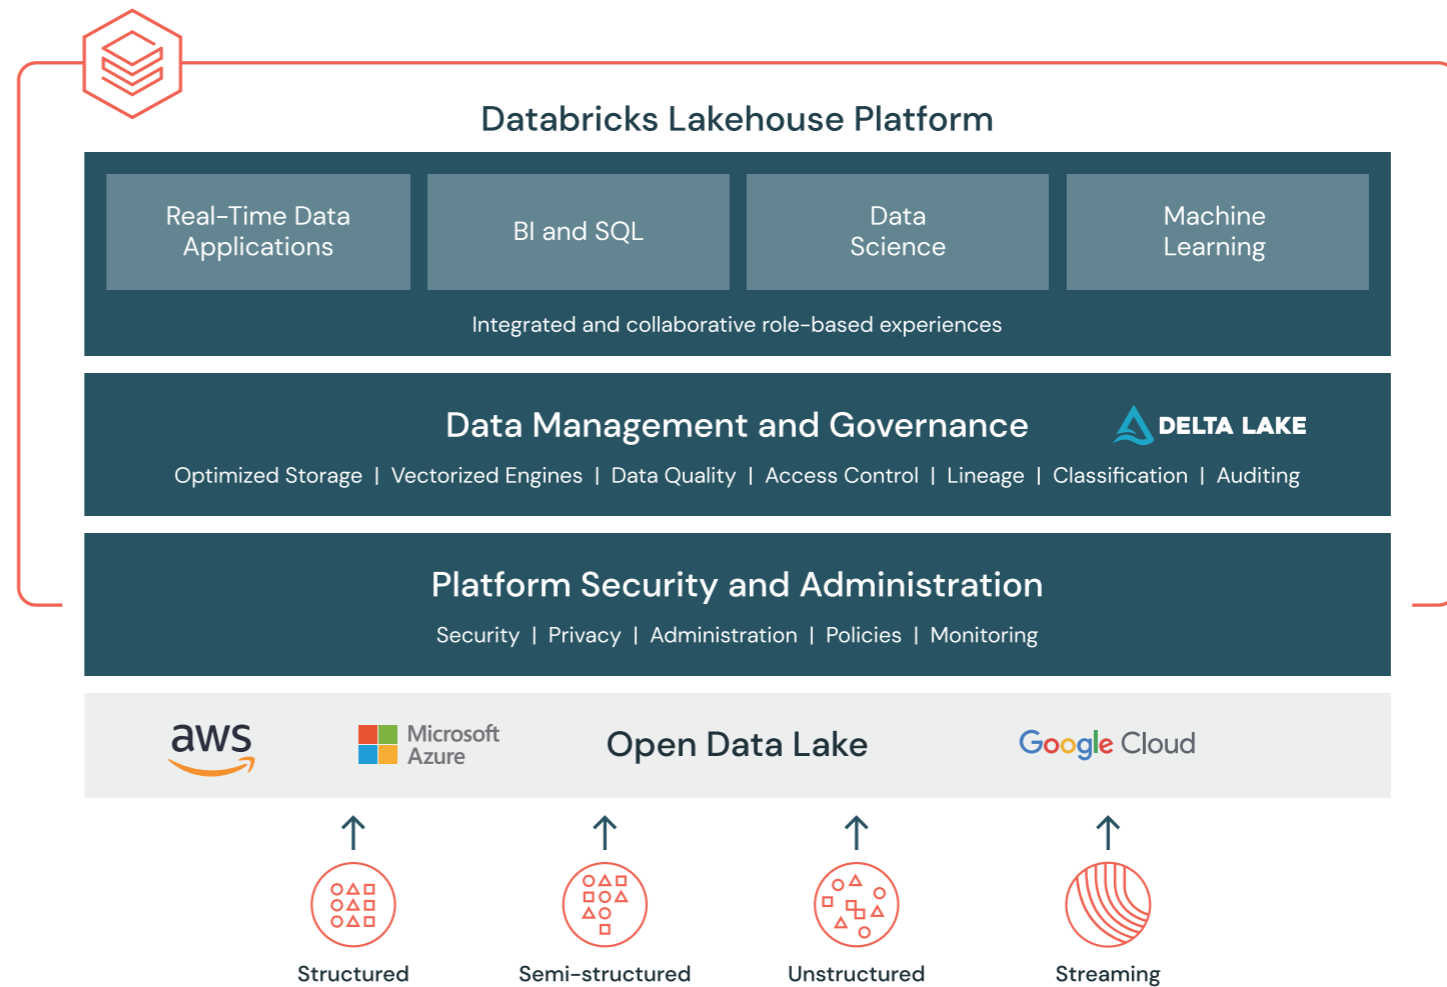 Databricks Lakehouse Platform
Real-Time Data
Applications
BI and SQL
Data
Science
Machine
Learning
Integrated and collaborative role-based experiences
Data Management and Governance
DELTA LAKE
Optimized Storage | Vectorized Engines | Data Quality | Access Control | Lineage | Classification | Auditing
Platform Security and Administration
Security | Privacy | Administration | Policies | Monitoring
aws
Microsoft
Azure
Open Data Lake
Google Cloud
Structured
Semi-structured
Unstructured
Streaming